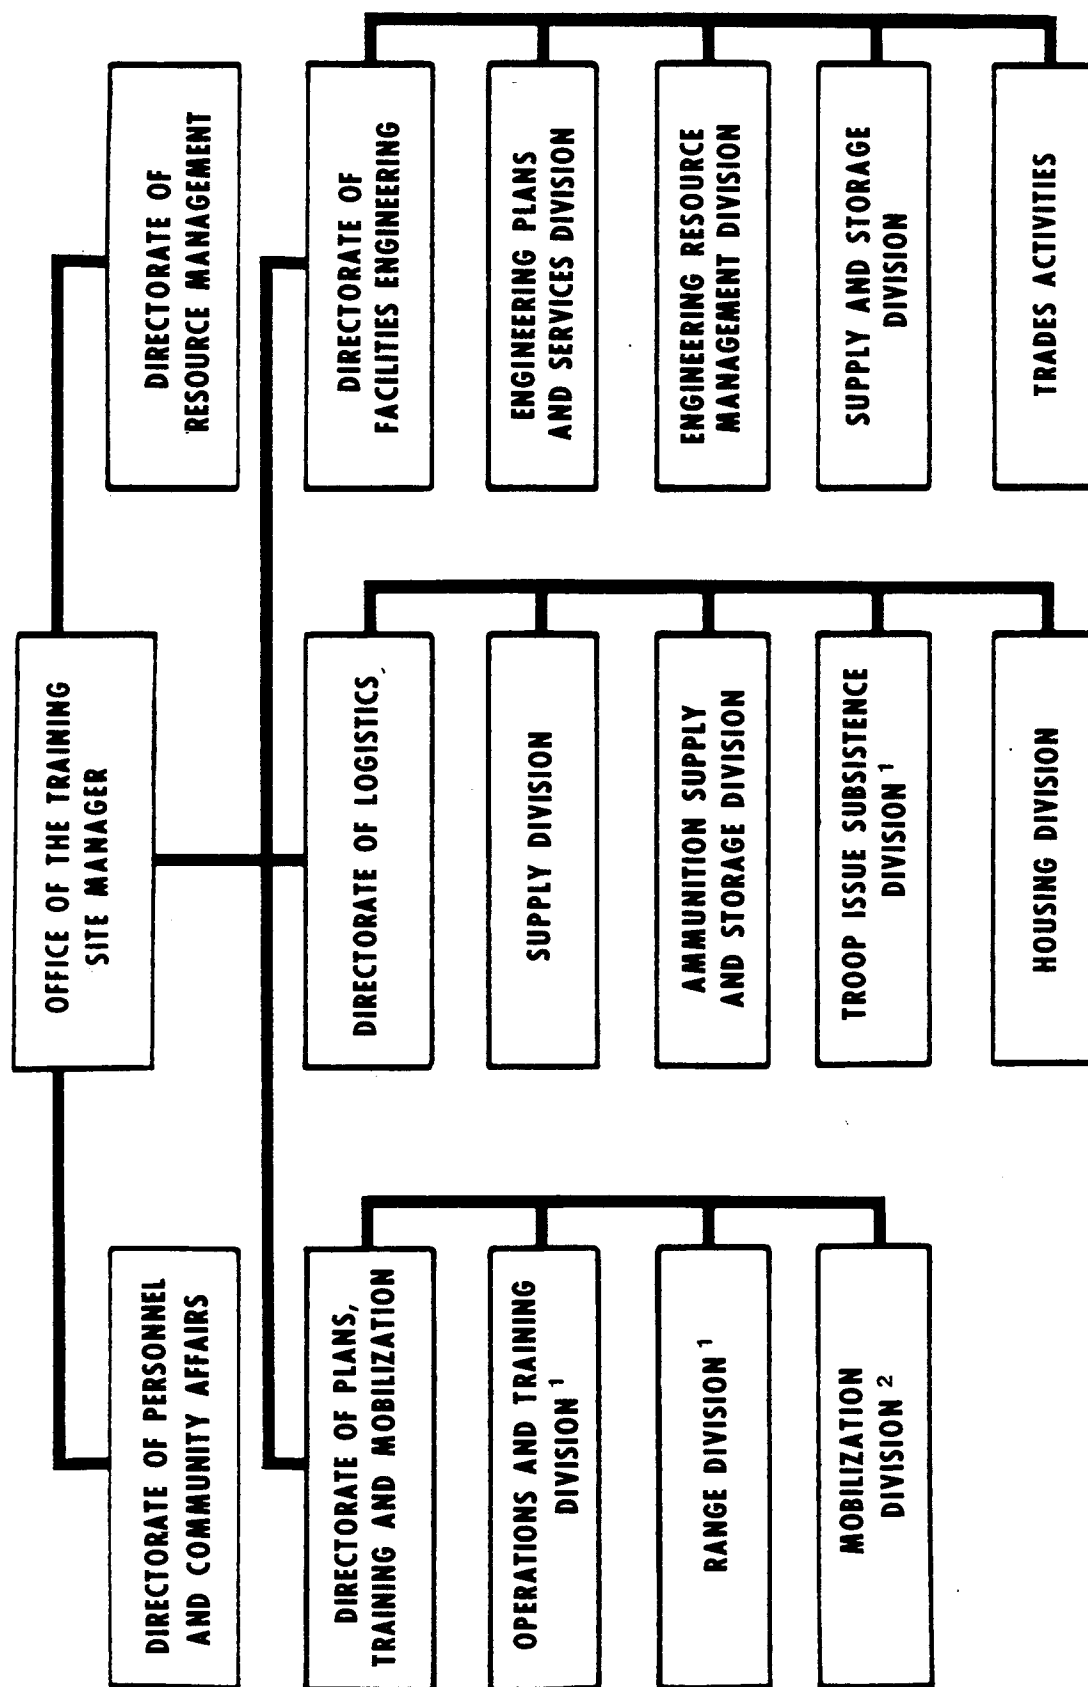 OFFICE OF THE TRAINING
SITE MANAGER
DIRECTORATE OF PERSONNEL
AND COMMUNITY AFFAIRS
DIRECTORATE OF
RESOURCE MANAGEMENT
DIRECTORATE OF PLANS,
TRAINING AND MOBILIZATION
OPERATIONS AND TRAINING
DIVISION 1
RANGE DIVISION 1
MOBILIZATION
DIVISION 2
DIRECTORATE OF LOGISTICS
SUPPLY DIVISION
AMMUNITION SUPPLY
AND STORAGE DIVISION
TROOP ISSUE SUBSISTENCE
DIVISION 1
HOUSING DIVISION
DIRECTORATE OF
FACILITIES ENGINEERING
ENGINEERING PLANS
AND SERVICES DIVISION
ENGINEERING RESOURCE
MANAGEMENT DIVISION
SUPPLY AND STORAGE
DIVISION
TRADES ACTIVITIES